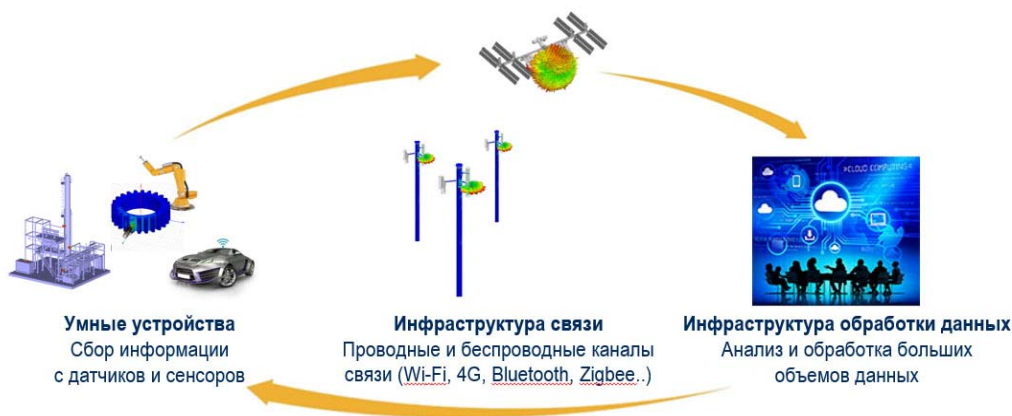 >CLOUD COMPUTING<
Умные устройства
Сбор информации
с датчиков и сенсоров
Инфраструктура связи
Проводные и беспроводные каналы
связи (Wi-Fi, 4G, Bluetooth, Zigbee..)
Инфраструктура обработки данных
Анализ и обработка больших
объемов данных